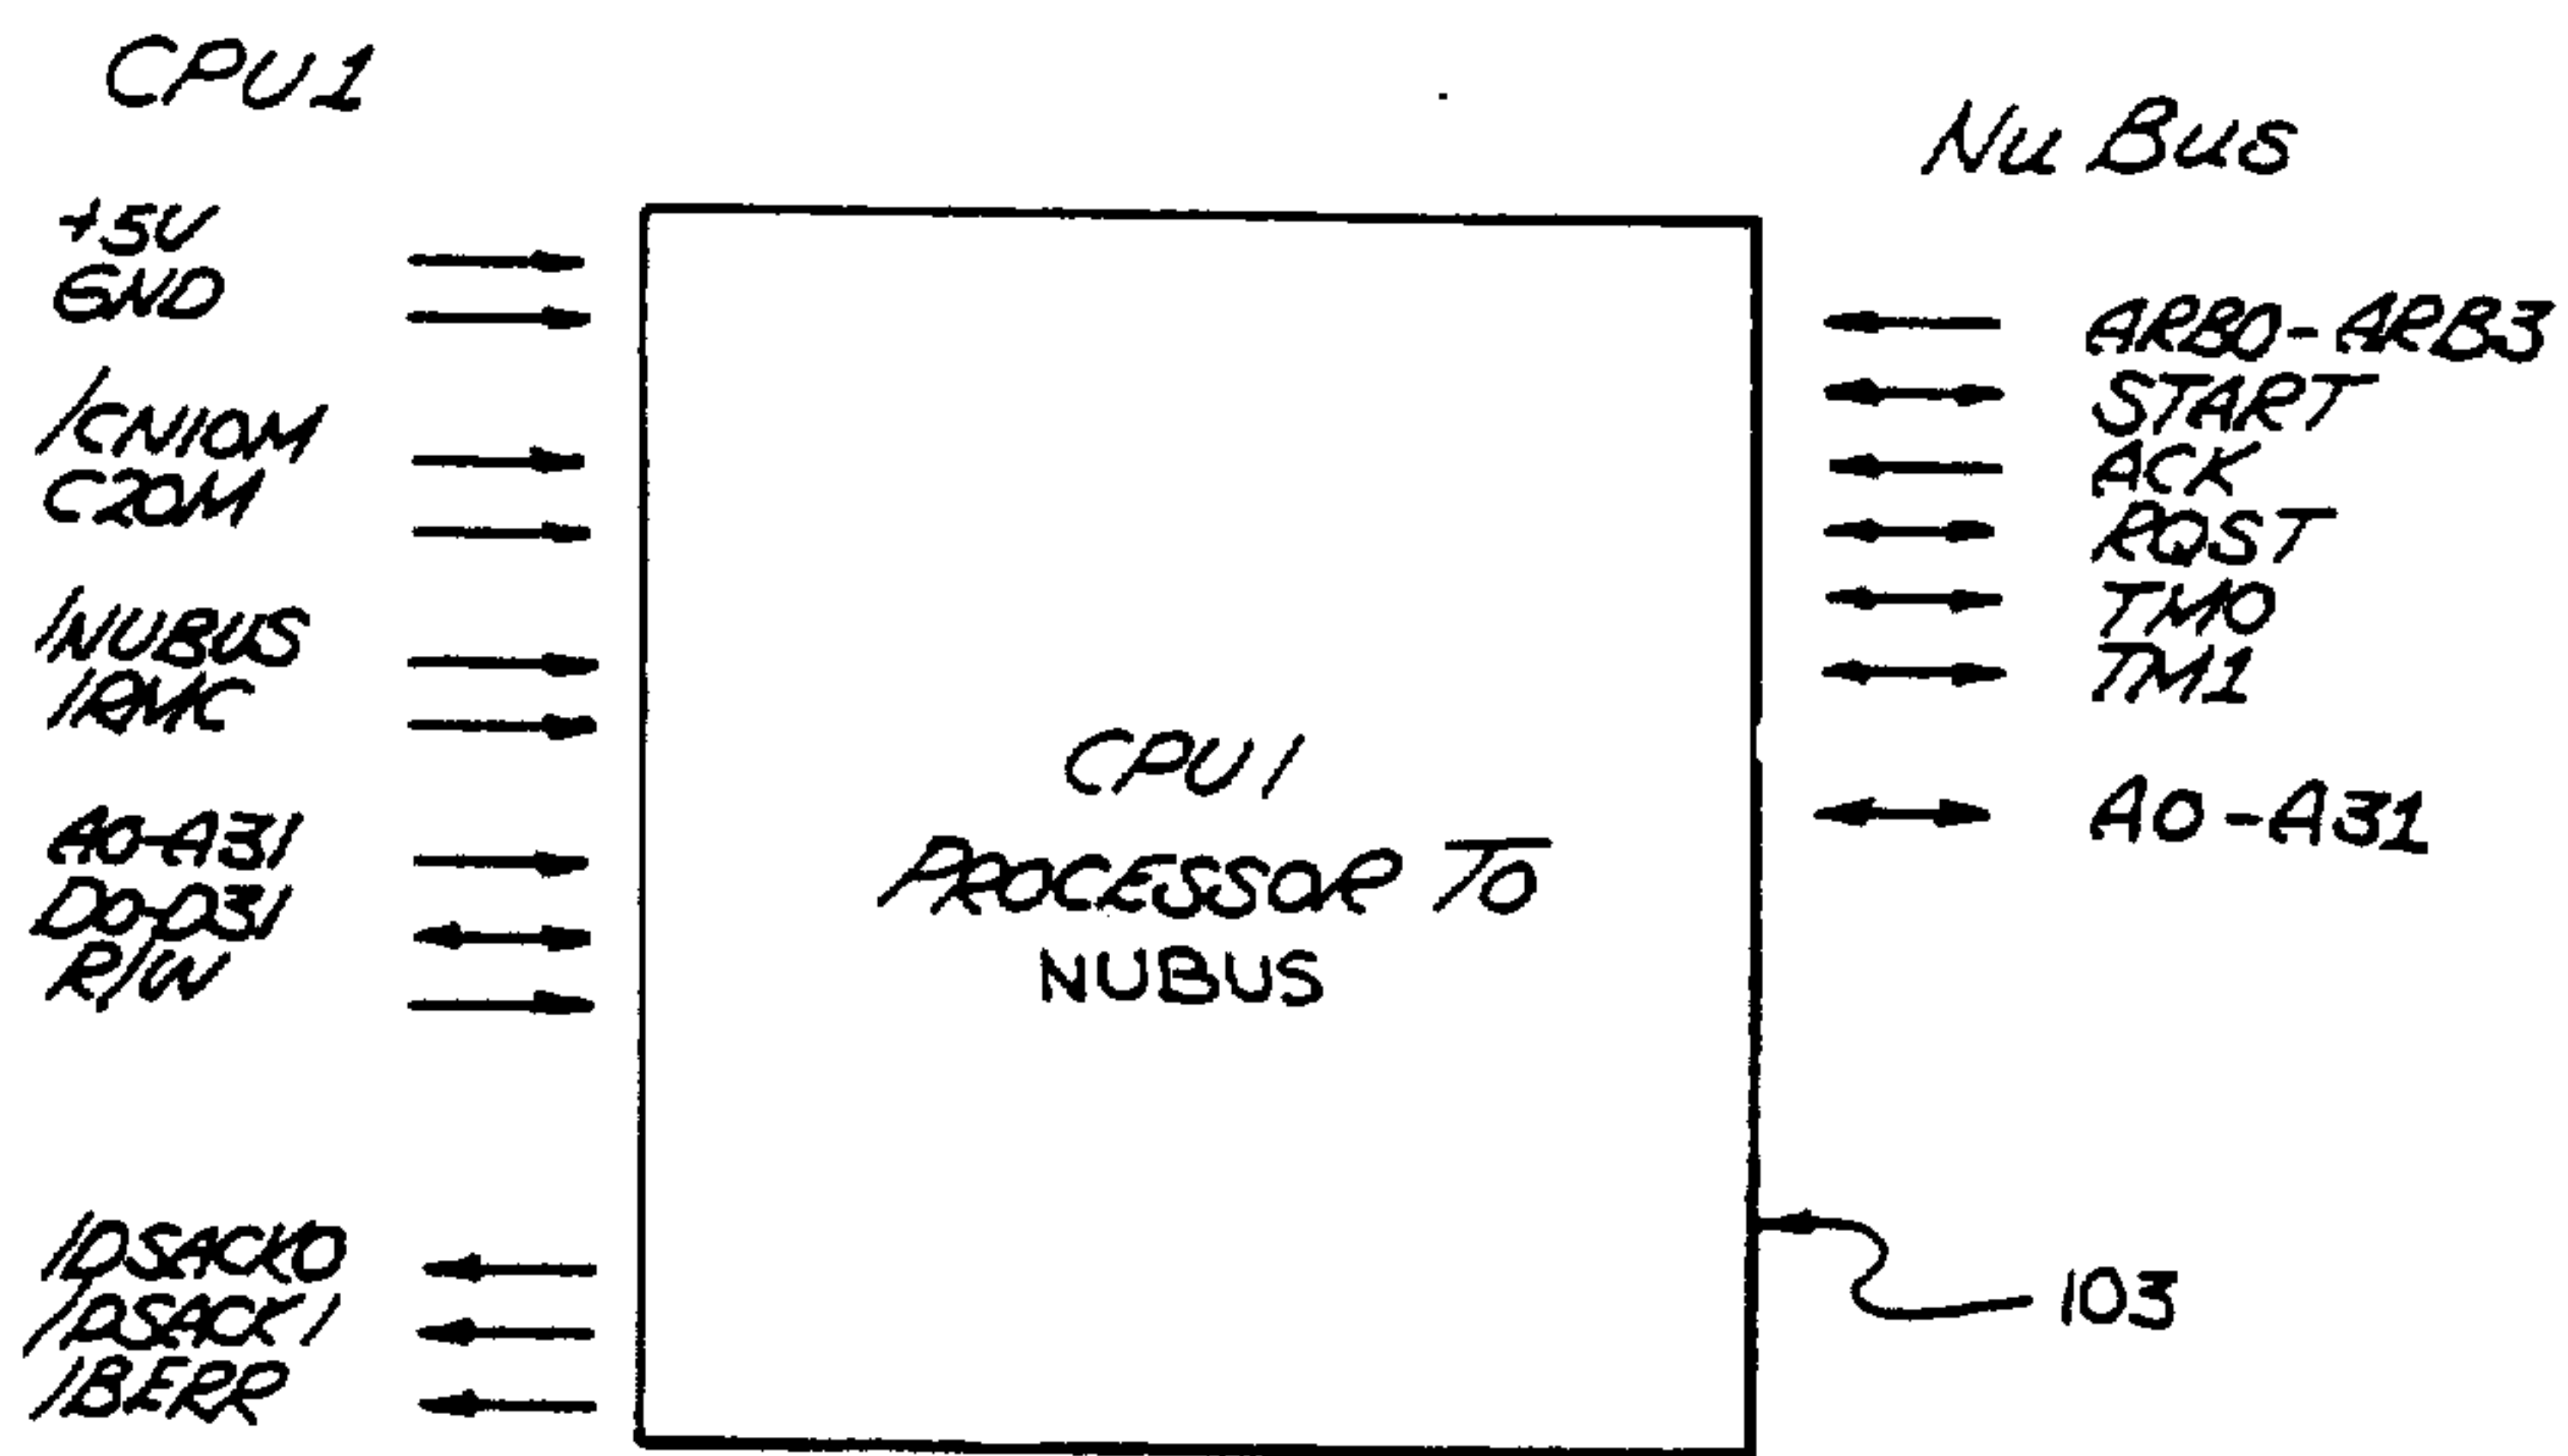 CPU1
+5V
GND
/CN10M
C20M
/NUBUS
/RMC
A0-A31
D0-D31
R/W
/DSACK0
/DSACK1
/BERR
CPU1
PROCESSOR TO
NUBUS
Nu Bus
ARB0-ARB3
START
ACK
RQST
TM0
TM1
A0-A31
103